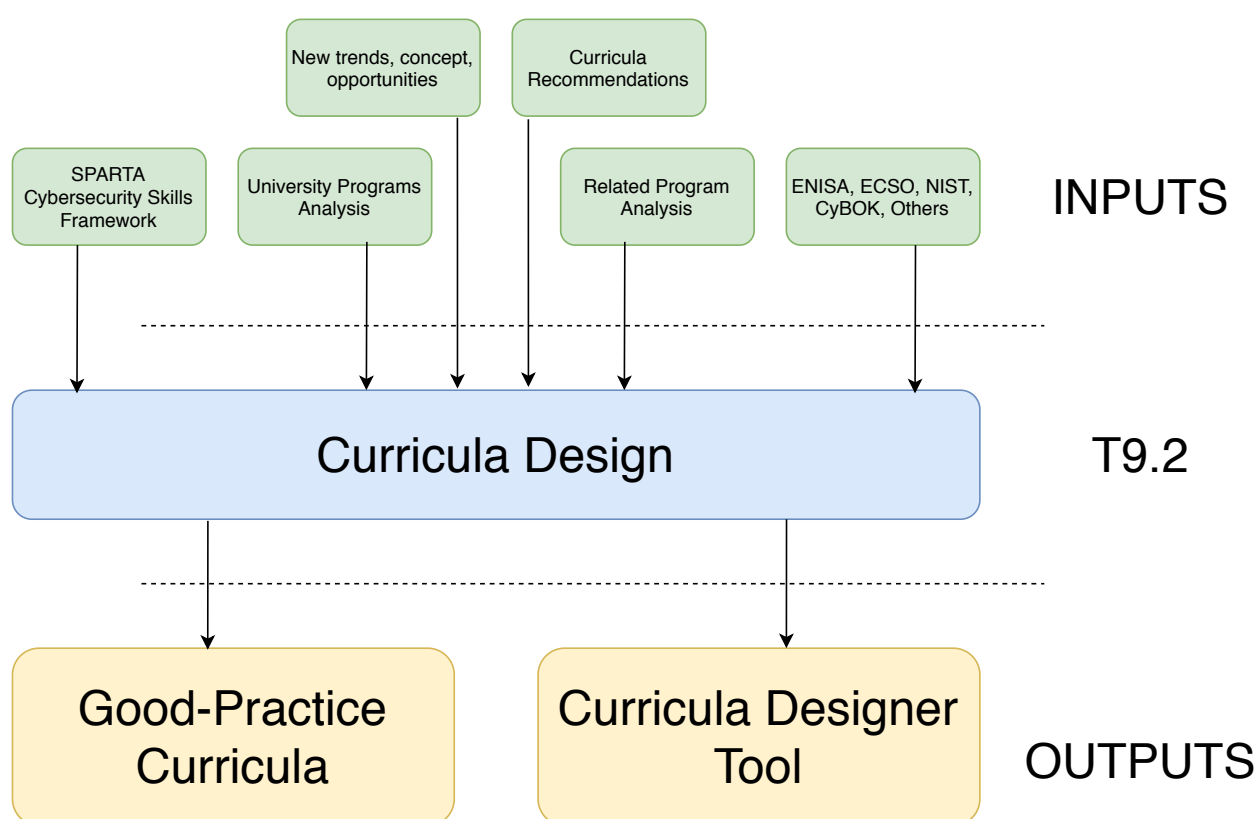 New trends, concept,
opportunities
Curricula
Recommendations
SPARTA
Cybersecurity Skills
Framework
University Programs
Analysis
Related Program
Analysis
ENISA, ECSO, NIST,
CyBOK, Others
INPUTS
Curricula Design
T9.2
Good-Practice
Curricula
Curricula Designer
Tool
OUTPUTS